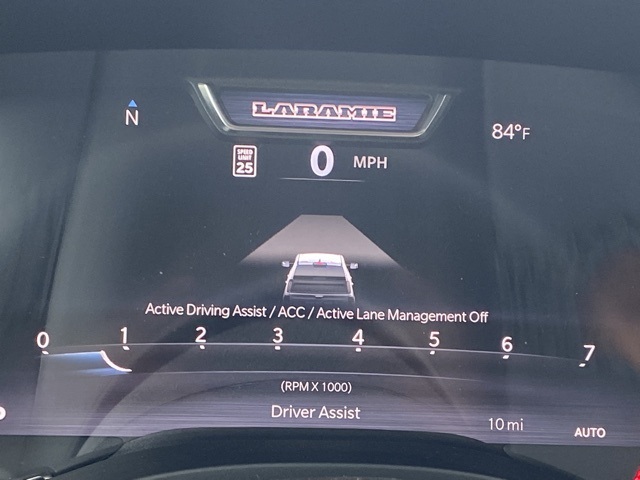 LARAMIE
N
84°F
SPEED LIMIT 25
0 MPH
Active Driving Assist / ACC / Active Lane Management Off
0 1 2 3 4 5 6 7
(RPM X 1000)
Driver Assist
10 mi
AUTO